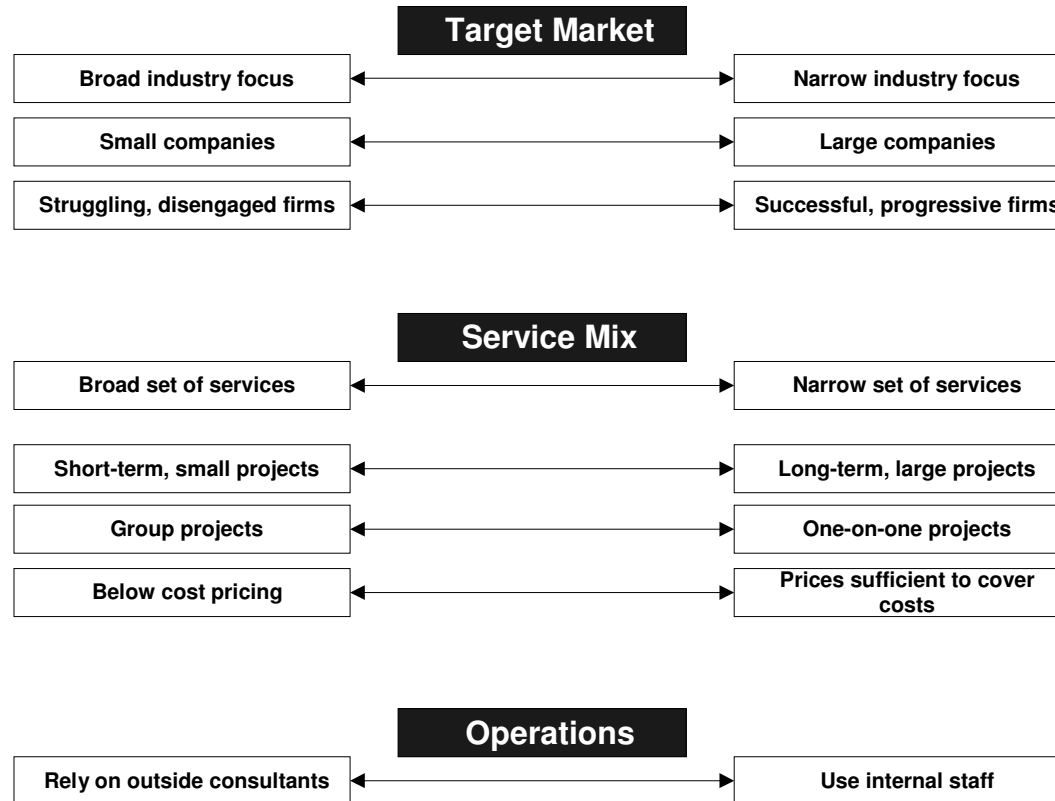 Target Market
Broad industry focus
Narrow industry focus
Small companies
Large companies
Struggling, disengaged firms
Successful, progressive firms
Service Mix
Broad set of services
Narrow set of services
Short-term, small projects
Long-term, large projects
Group projects
One-on-one projects
Below cost pricing
Prices sufficient to cover
costs
Operations
Rely on outside consultants
Use internal staff